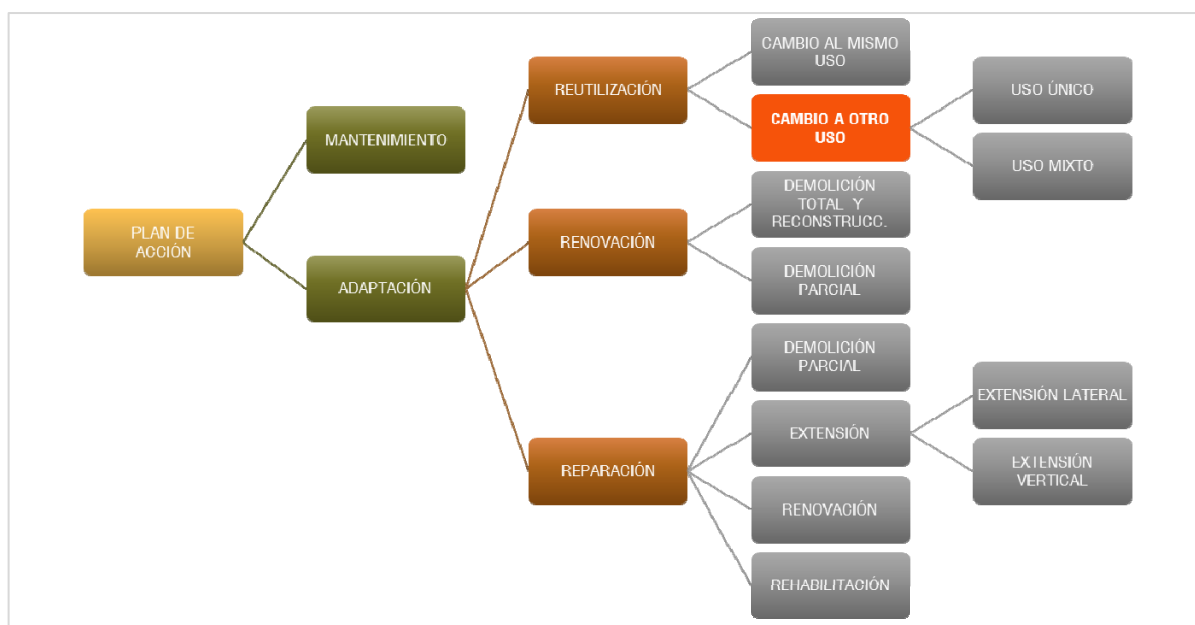 PLAN DE
ACCIÓN
MANTENIMIENTO
ADAPTACIÓN
REUTILIZACIÓN
RENOVACIÓN
REPARACIÓN
CAMBIO AL MISMO
USO
CAMBIO A OTRO
USO
DEMOLICIÓN
TOTAL Y
RECONSTRUCC.
DEMOLICIÓN
PARCIAL
DEMOLICIÓN
PARCIAL
EXTENSIÓN
RENOVACIÓN
REHABILITACIÓN
USO ÚNICO
USO MIXTO
EXTENSIÓN LATERAL
EXTENSIÓN
VERTICAL